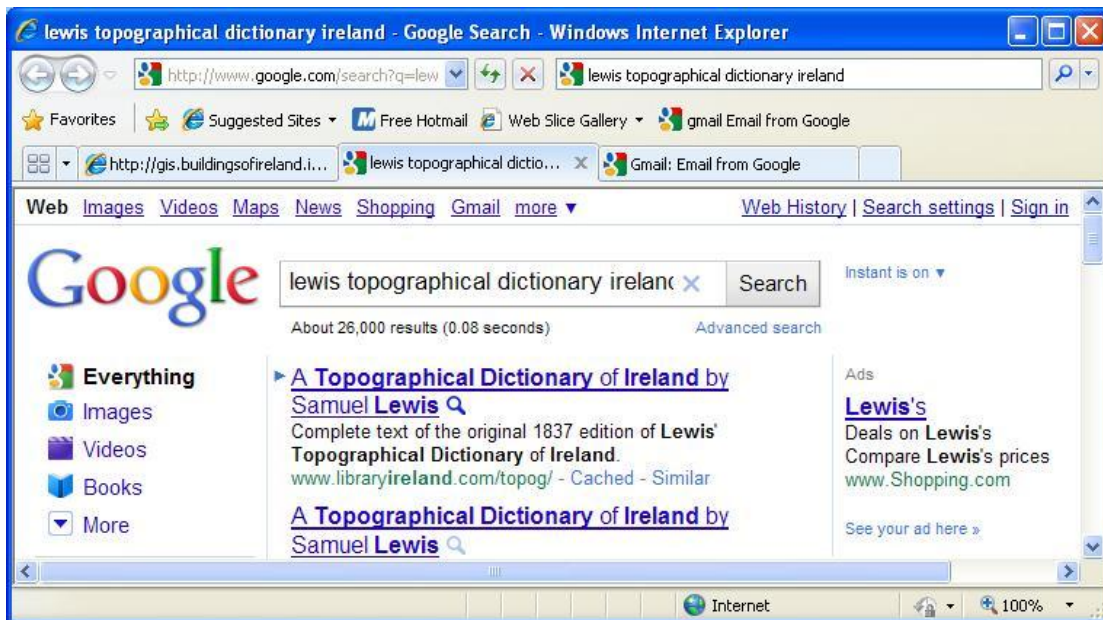 lewis topographical dictionary ireland - Google Search - Windows Internet Explorer
http://www.google.com/search?q=lew
lewis topographical dictionary ireland
Favorites
Suggested Sites
Free Hotmail
Web Slice Gallery
gmail Email from Google
http://gis.buildingsofireland.i...
lewis topographical dictio...
Gmail: Email from Google
Web Images Videos Maps News Shopping Gmail more ▼
Web History | Search settings | Sign in
Google
lewis topographical dictionary ireland
Search
Instant is on ▼
About 26,000 results (0.08 seconds)
Advanced search
Everything
Images
Videos
Books
More
A Topographical Dictionary of Ireland by
Samuel Lewis
Complete text of the original 1837 edition of Lewis'
Topographical Dictionary of Ireland.
www.libraryireland.com/topog/ - Cached - Similar
A Topographical Dictionary of Ireland by
Samuel Lewis
Ads
Lewis's
Deals on Lewis's
Compare Lewis's prices
www.Shopping.com
See your ad here »
Internet
100%